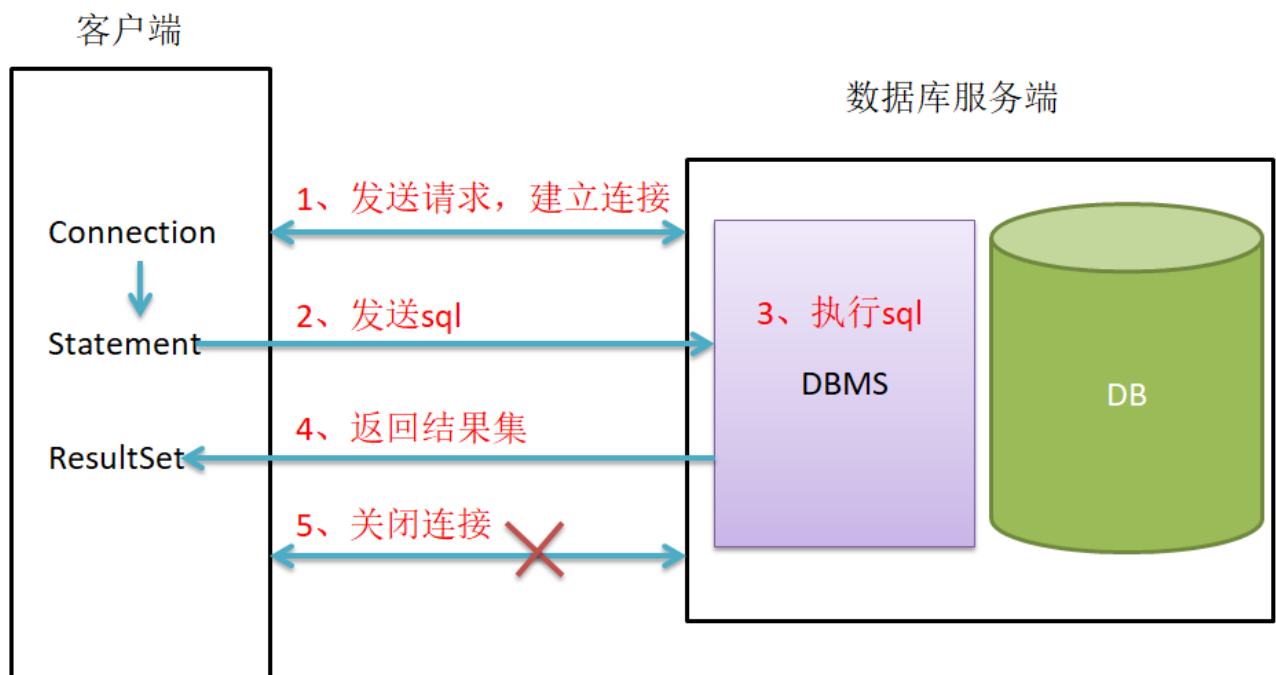 客户端
数据库服务端
1、发送请求，建立连接
Connection
2、发送sql
3、执行sql
Statement
DBMS
DB
4、返回结果集
ResultSet
5、关闭连接